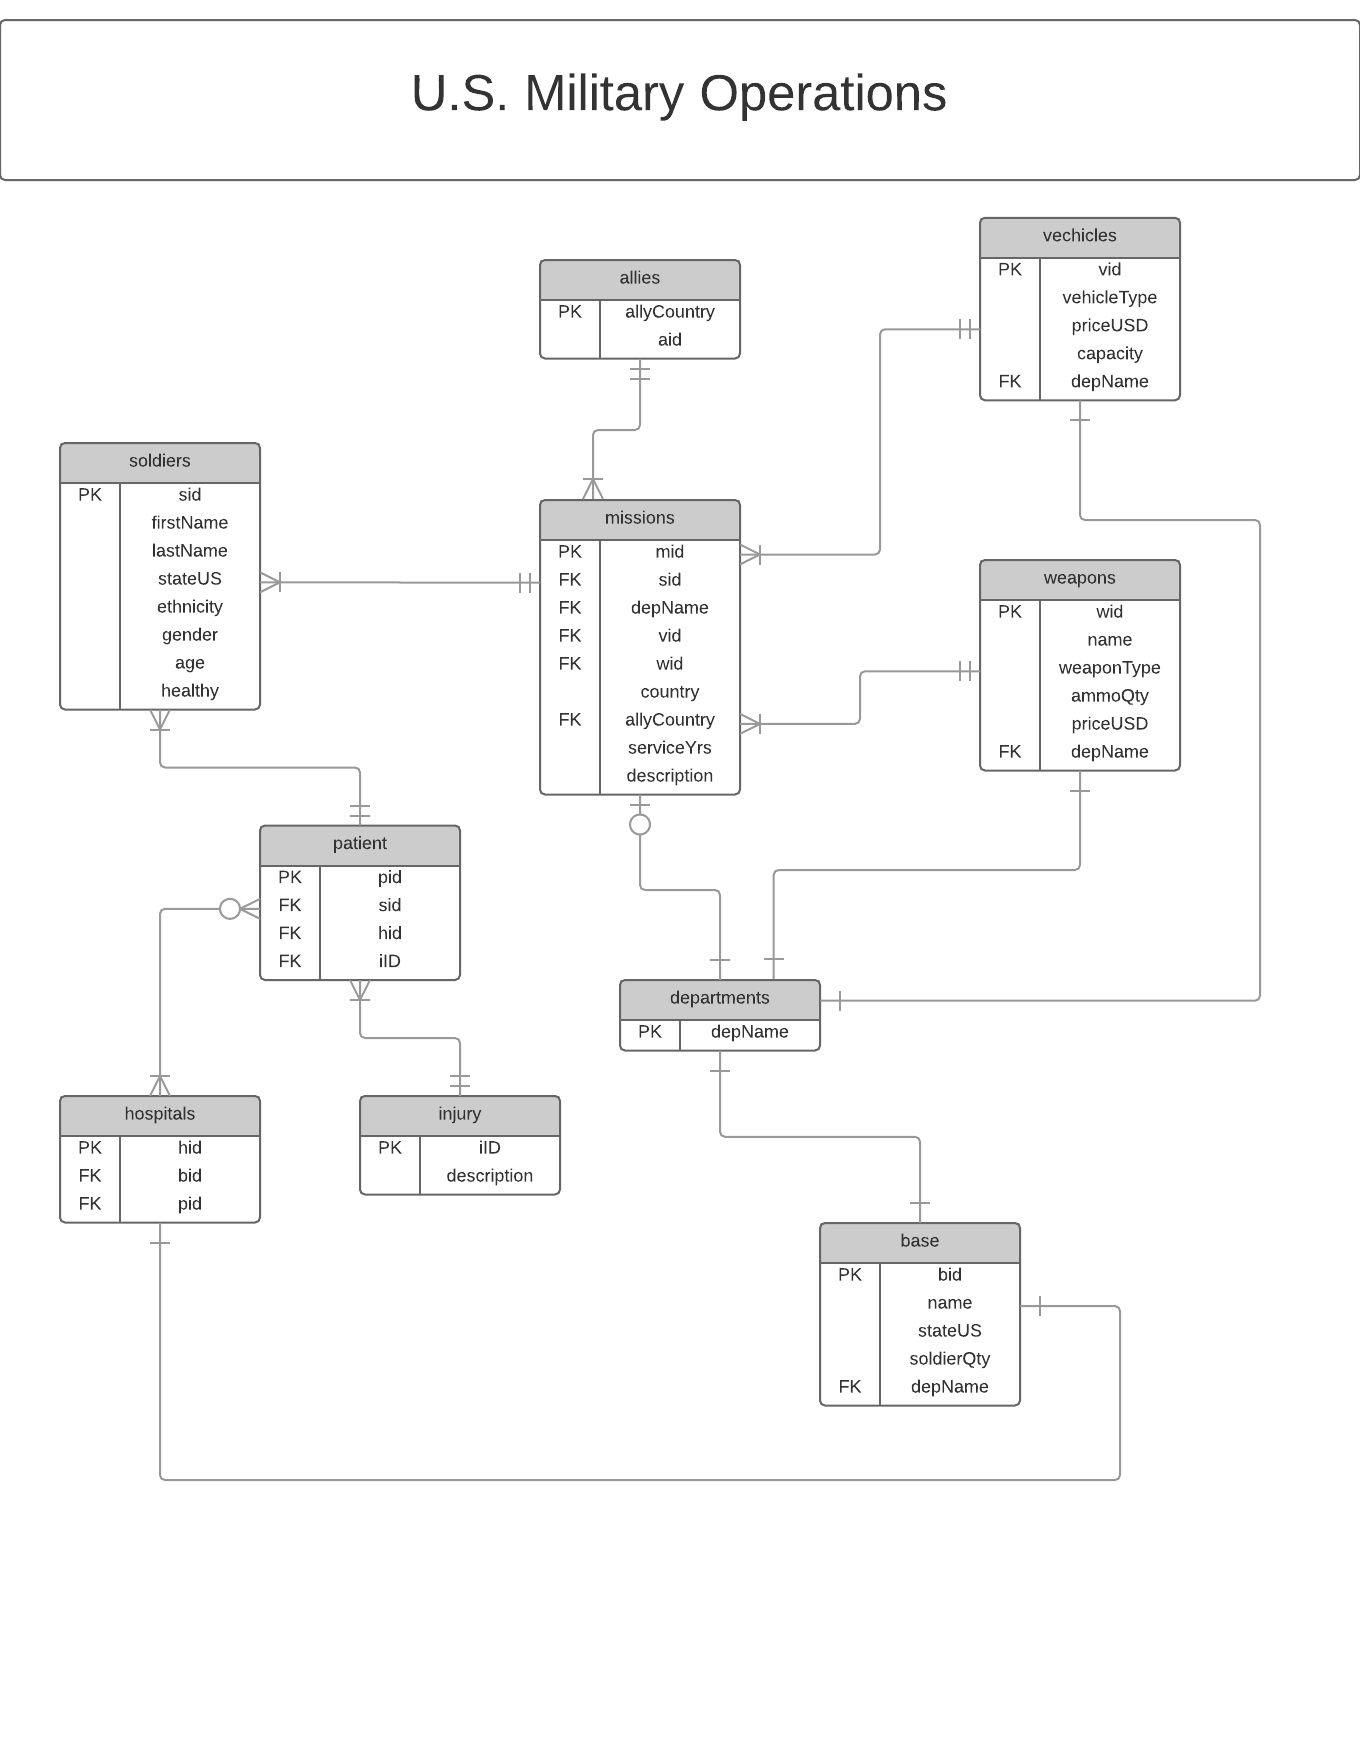 U.S. Military Operations
vechicles
PK vid
vehicleType
priceUSD
capacity
FK depName
allies
PK allyCountry
aid
soldiers
PK sid
firstName
lastName
stateUS
ethnicity
gender
age
healthy
missions
PK mid
FK sid
FK depName
FK vid
FK wid
country
FK allyCountry
serviceYrs
description
weapons
PK wid
name
weaponType
ammoQty
priceUSD
FK depName
patient
PK pid
FK sid
FK hid
FK iID
departments
PK depName
hospitals
PK hid
FK bid
FK pid
injury
PK iID
description
base
PK bid
name
stateUS
soldierQty
FK depName